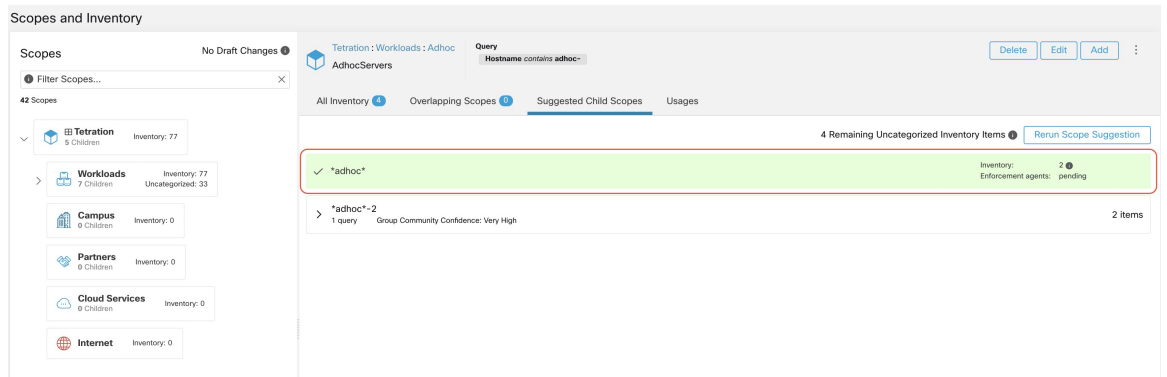 Scopes and Inventory
Scopes
No Draft Changes
Filter Scopes...
42 Scopes
Tetration
5 Children
Inventory: 77
Workloads
7 Children
Inventory: 77
Uncategorized: 33
Campus
0 Children
Inventory: 0
Partners
0 Children
Inventory: 0
Cloud Services
0 Children
Inventory: 0
Internet
Inventory: 0
Tetration : Workloads : Adhoc
AdhocServers
Query
Hostname contains adhoc-
Delete
Edit
Add
All Inventory 4
Overlapping Scopes 0
Suggested Child Scopes
Usages
4 Remaining Uncategorized Inventory Items
Rerun Scope Suggestion
*adhoc*
Inventory: 2
Enforcement agents: pending
*adhoc*-2
1 query Group Community Confidence: Very High
2 items